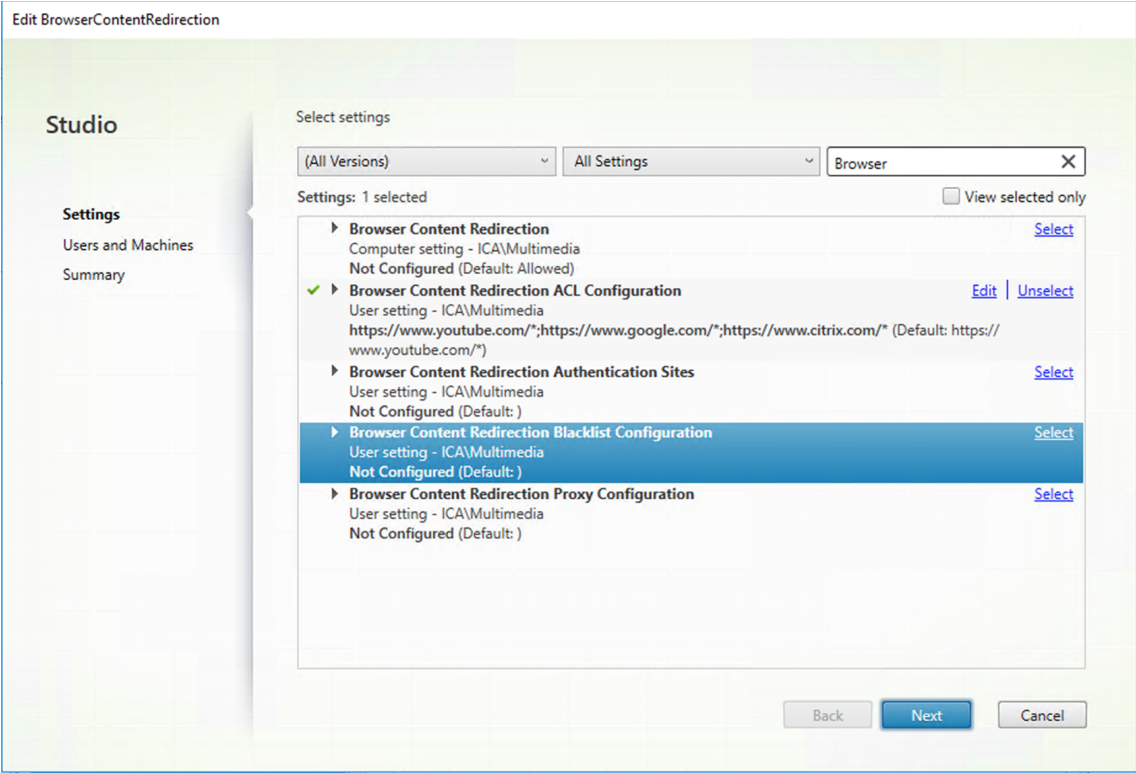 Edit BrowserContentRedirection
Studio
Settings
Users and Machines
Summary
Select settings
(All Versions)
All Settings
Browser
Settings: 1 selected
View selected only
Browser Content Redirection
Select
Computer setting - ICA\Multimedia
Not Configured (Default: Allowed)
Browser Content Redirection ACL Configuration
Edit | Unselect
User setting - ICA\Multimedia
https://www.youtube.com/*;https://www.google.com/*;https://www.citrix.com/* (Default: https://
www.youtube.com/*)
Browser Content Redirection Authentication Sites
Select
User setting - ICA\Multimedia
Not Configured (Default: )
Browser Content Redirection Blacklist Configuration
Select
User setting - ICA\Multimedia
Not Configured (Default: )
Browser Content Redirection Proxy Configuration
Select
User setting - ICA\Multimedia
Not Configured (Default: )
Back
Next
Cancel